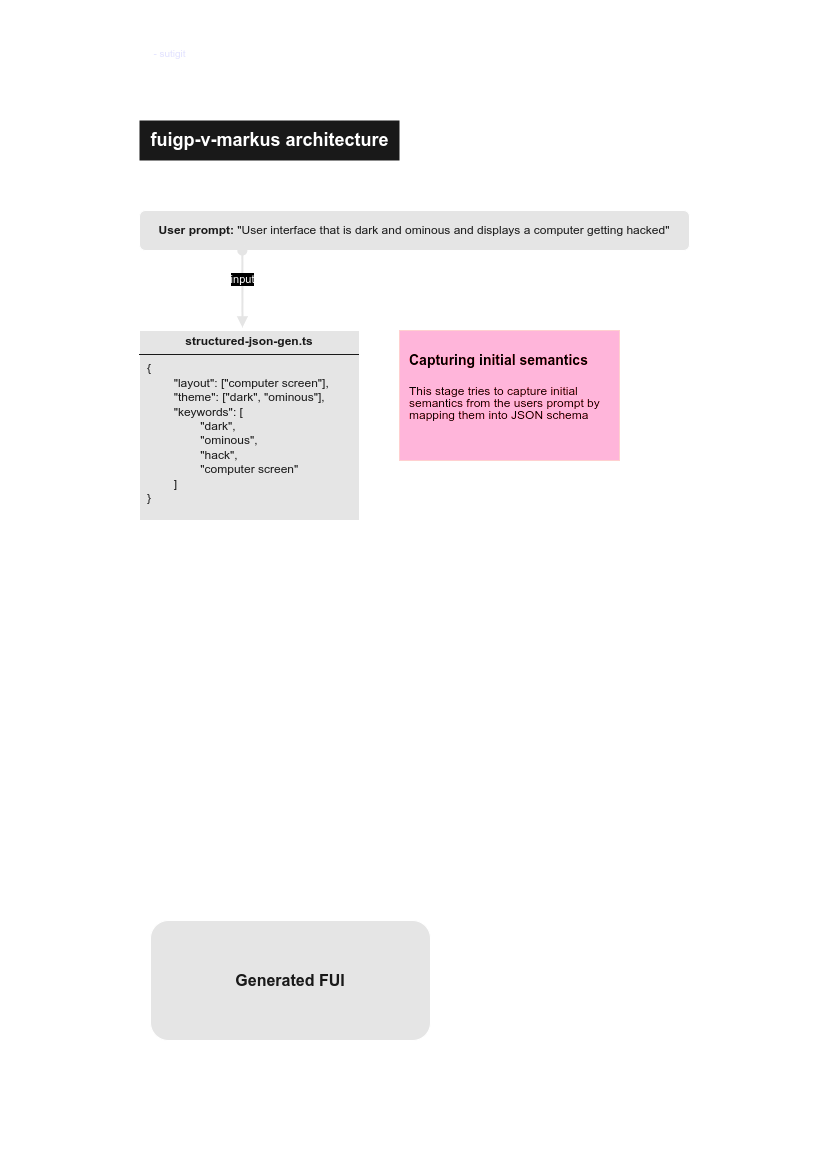 - sufigit
fuigp-v-markus architecture
User prompt: "User interface that is dark and ominous and displays a computer getting hacked"
input
structured-json-gen.ts
{
"layout": ["computer screen"],
"theme": ["dark", "ominous"],
"keywords": [
"dark",
"ominous",
"hack",
"computer screen"
]
}
Capturing initial semantics
This stage tries to capture initial
semantics from the users prompt by
mapping them into JSON schema
Generated FUI